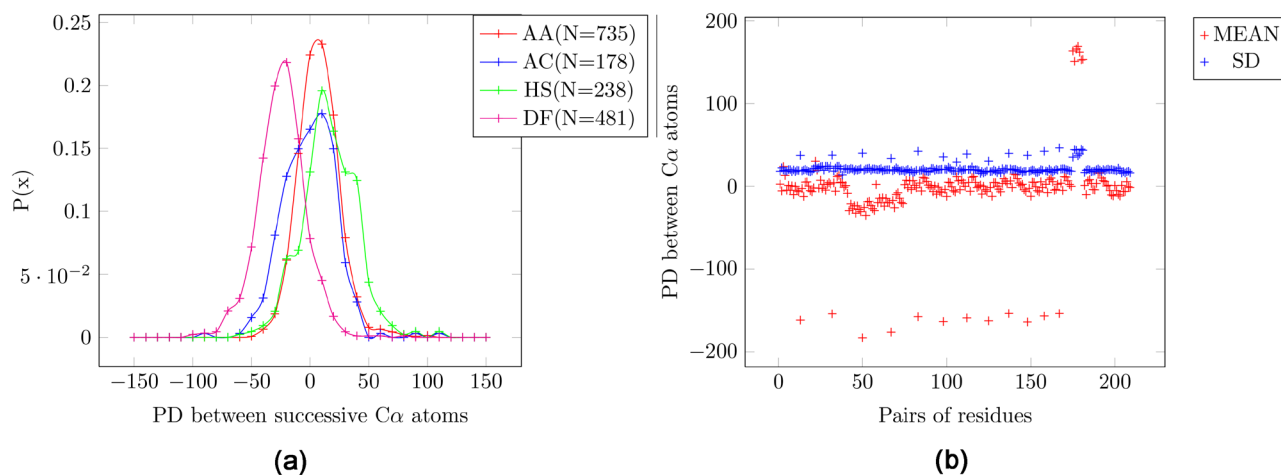 0.25
0.2
0.15
0.1
5 · 10⁻²
0
P(x)
AA(N=735)
AC(N=178)
HS(N=238)
DF(N=481)
−150 −100 −50 0 50 100 150
PD between successive Cα atoms
(a)
200
100
0
−100
−200
PD between Cα atoms
MEAN
SD
0 50 100 150 200
Pairs of residues
(b)